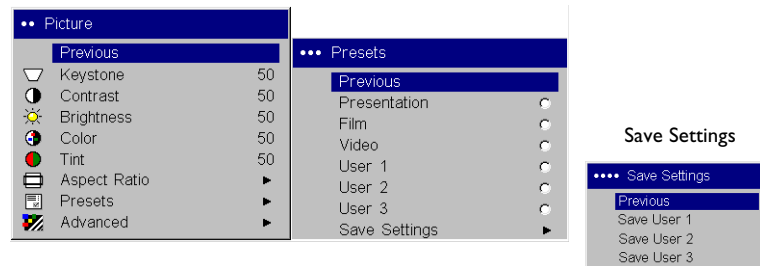 •• Picture
Previous
Keystone 50
Contrast 50
Brightness 50
Color 50
Tint 50
Aspect Ratio
Presets
Advanced
••• Presets
Previous
Presentation
Film
Video
User 1
User 2
User 3
Save Settings
Save Settings
•••• Save Settings
Previous
Save User 1
Save User 2
Save User 3